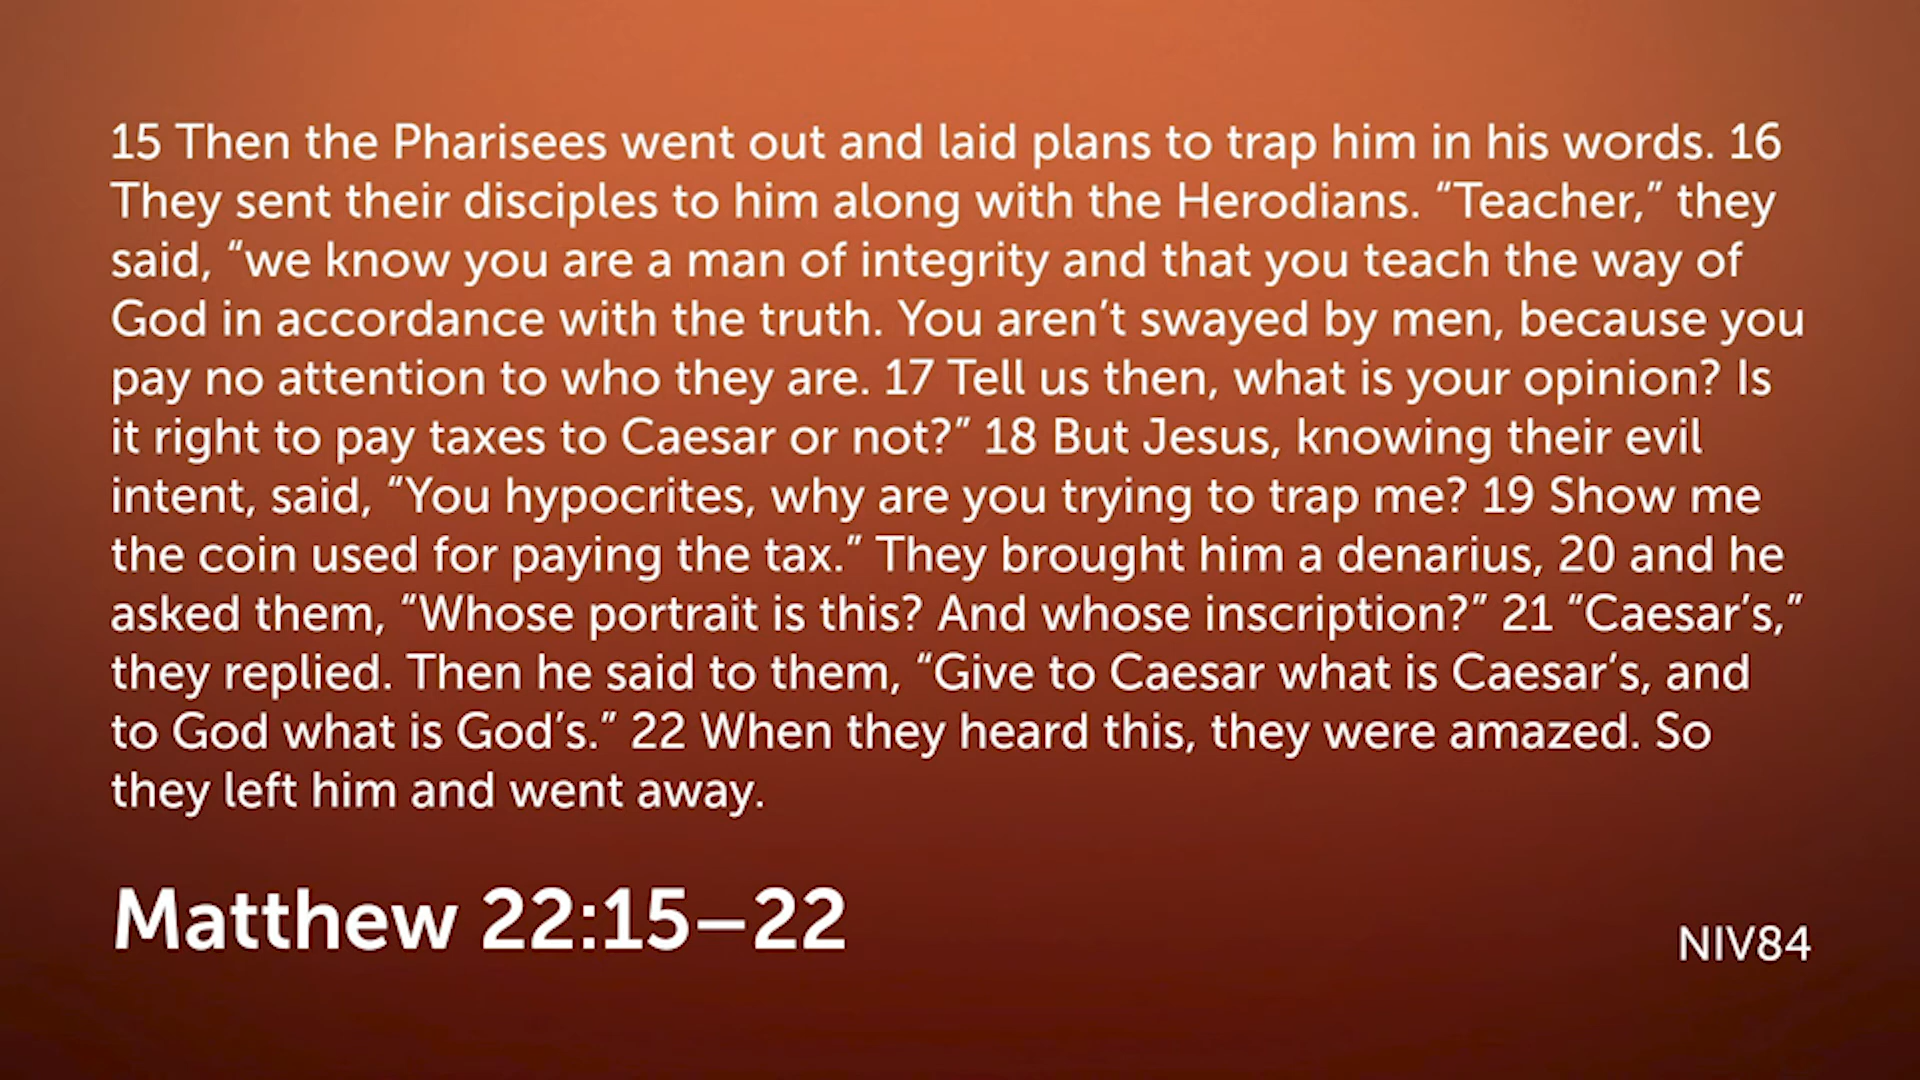 15 Then the Pharisees went out and laid plans to trap him in his words. 16
They sent their disciples to him along with the Herodians. “Teacher,” they
said, “we know you are a man of integrity and that you teach the way of
God in accordance with the truth. You aren’t swayed by men, because you
pay no attention to who they are. 17 Tell us then, what is your opinion? Is
it right to pay taxes to Caesar or not?” 18 But Jesus, knowing their evil
intent, said, “You hypocrites, why are you trying to trap me? 19 Show me
the coin used for paying the tax.” They brought him a denarius, 20 and he
asked them, “Whose portrait is this? And whose inscription?” 21 “Caesar’s,”
they replied. Then he said to them, “Give to Caesar what is Caesar’s, and
to God what is God’s.” 22 When they heard this, they were amazed. So
they left him and went away.
Matthew 22:15–22
NIV84